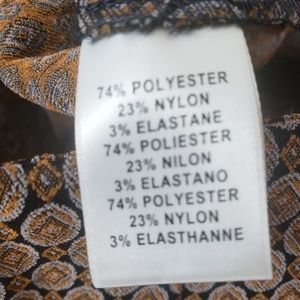 74% POLYESTER
23% NYLON
3% ELASTANE
74% POLIESTER
23% NILON
3% ELASTANO
74% POLYESTER
23% NYLON
3% ELASTHANNE